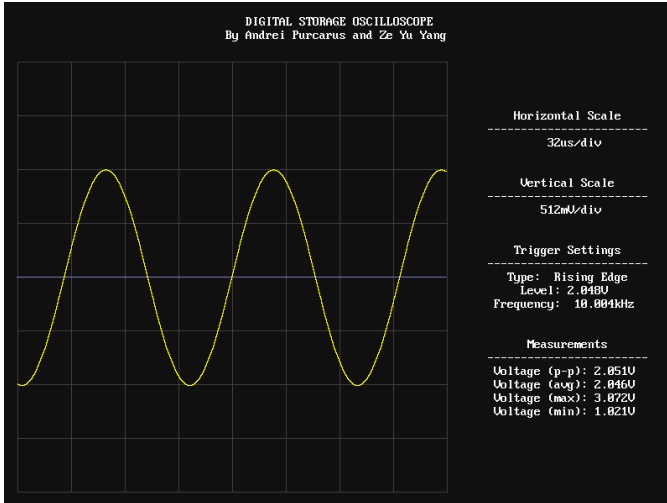 DIGITAL STORAGE OSCILLOSCOPE
By Andrei Purcarus and Ze Yu Yang
Horizontal Scale
32us/div
Vertical Scale
512mV/div
Trigger Settings
Type: Rising Edge
Level: 2.048V
Frequency: 10.004kHz
Measurements
Voltage (p-p): 2.051V
Voltage (avg): 2.046V
Voltage (max): 3.072V
Voltage (min): 1.021V